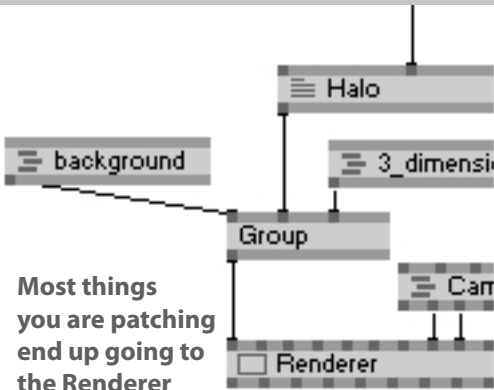 Halo
background
3_dimensi
Group
Cam
Most things
you are patching
end up going to
the Renderer
Renderer